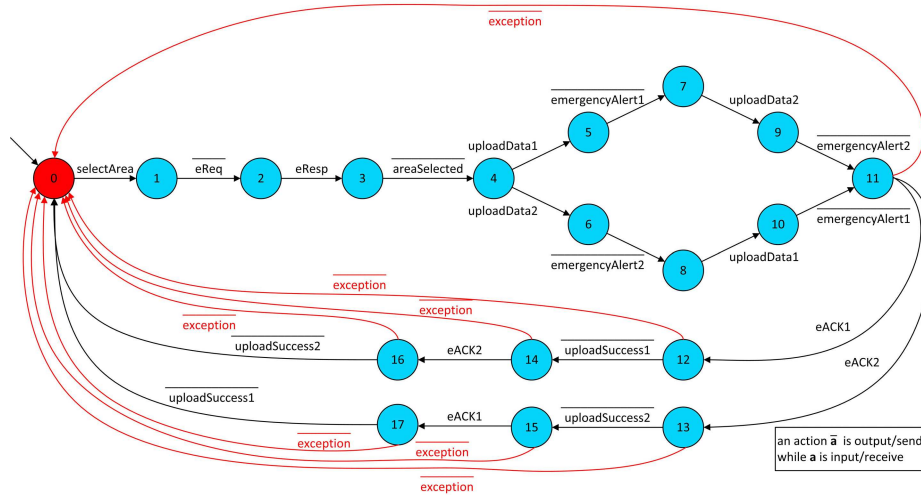 exception
7
emergencyAlert1
uploadData2
5
9
uploadData1
emergencyAlert2
selectArea
eReq
eResp
areaSelected
0
1
2
3
4
11
uploadData2
emergencyAlert1
6
10
emergencyAlert2
uploadData1
8
exception
exception
exception
eACK1
uploadSuccess2
eACK2
uploadSuccess1
16
14
12
eACK2
uploadSuccess1
eACK1
uploadSuccess2
17
15
13
exception
exception
exception
an action a̅ is output/send
while a is input/receive